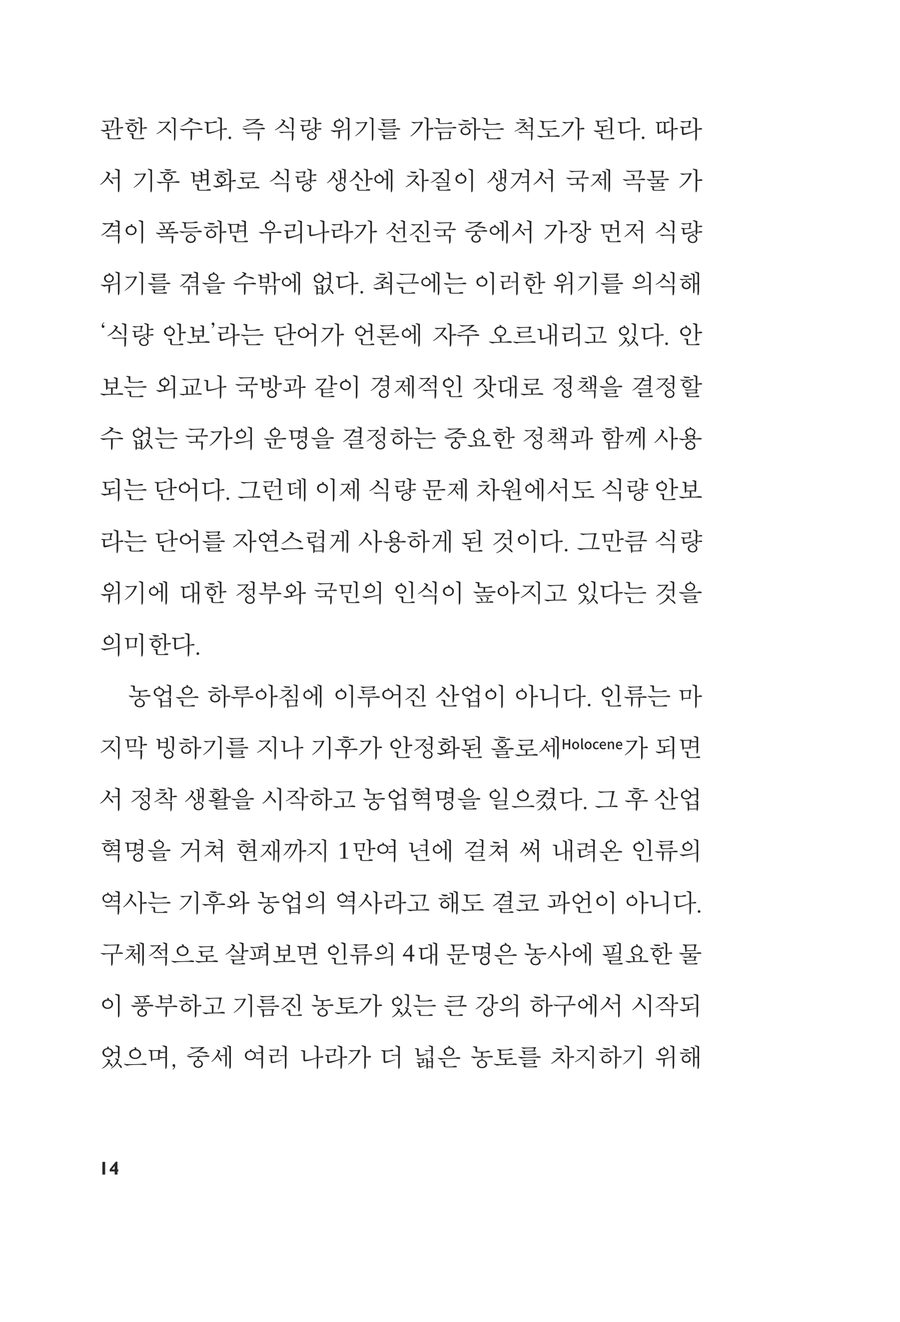 관한 지수다. 즉 식량 위기를 가늠하는 척도가 된다. 따라
서 기후 변화로 식량 생산에 차질이 생겨서 국제 곡물 가
격이 폭등하면 우리나라가 선진국 중에서 가장 먼저 식량
위기를 겪을 수밖에 없다. 최근에는 이러한 위기를 의식해
‘식량 안보’라는 단어가 언론에 자주 오르내리고 있다. 안
보는 외교나 국방과 같이 경제적인 잣대로 정책을 결정할
수 없는 국가의 운명을 결정하는 중요한 정책과 함께 사용
되는 단어다. 그런데 이제 식량 문제 차원에서도 식량 안보
라는 단어를 자연스럽게 사용하게 된 것이다. 그만큼 식량
위기에 대한 정부와 국민의 인식이 높아지고 있다는 것을
의미한다.
농업은 하루아침에 이루어진 산업이 아니다. 인류는 마
지막 빙하기를 지나 기후가 안정화된 홀로세Holocene가 되면
서 정착 생활을 시작하고 농업혁명을 일으켰다. 그 후 산업
혁명을 거쳐 현재까지 1만여 년에 걸쳐 써 내려온 인류의
역사는 기후와 농업의 역사라고 해도 결코 과언이 아니다.
구체적으로 살펴보면 인류의 4대 문명은 농사에 필요한 물
이 풍부하고 기름진 농토가 있는 큰 강의 하구에서 시작되
었으며, 중세 여러 나라가 더 넓은 농토를 차지하기 위해
14